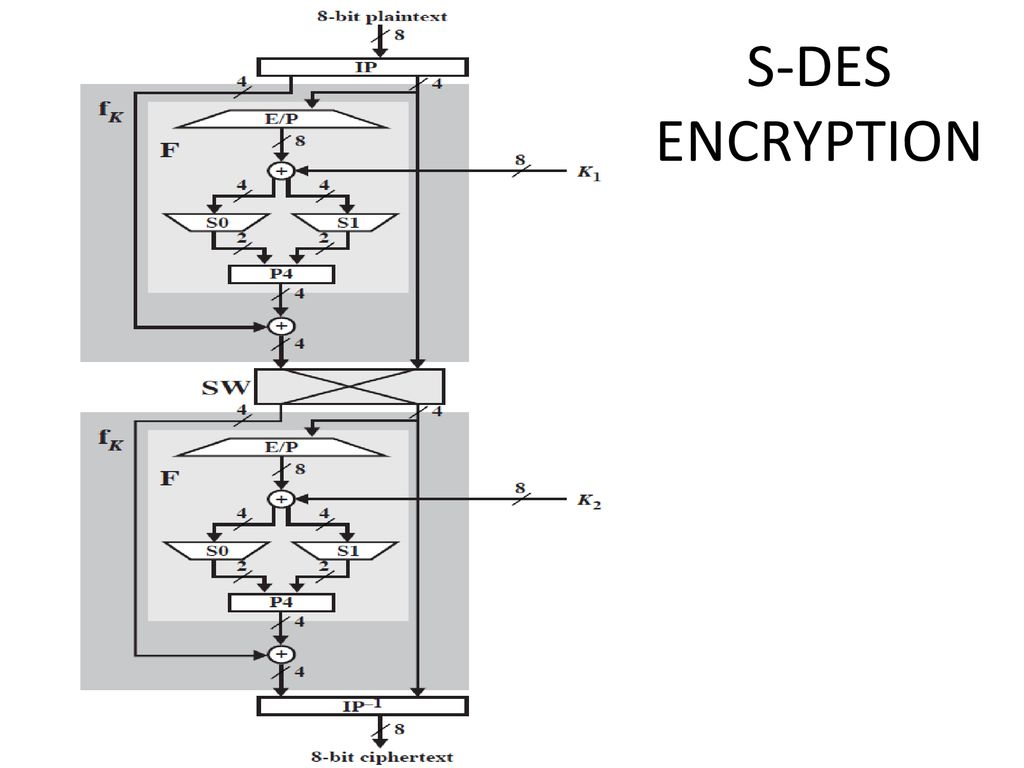 8-bit plaintext
8
IP
4
4
fK
E/P
F
8
+
8
K1
4
4
S0
S1
2
2
P4
4
+
4
SW
4
4
fK
E/P
F
8
+
8
K2
4
4
S0
S1
2
2
P4
4
+
4
IP–1
8
8-bit ciphertext
S-DES
ENCRYPTION